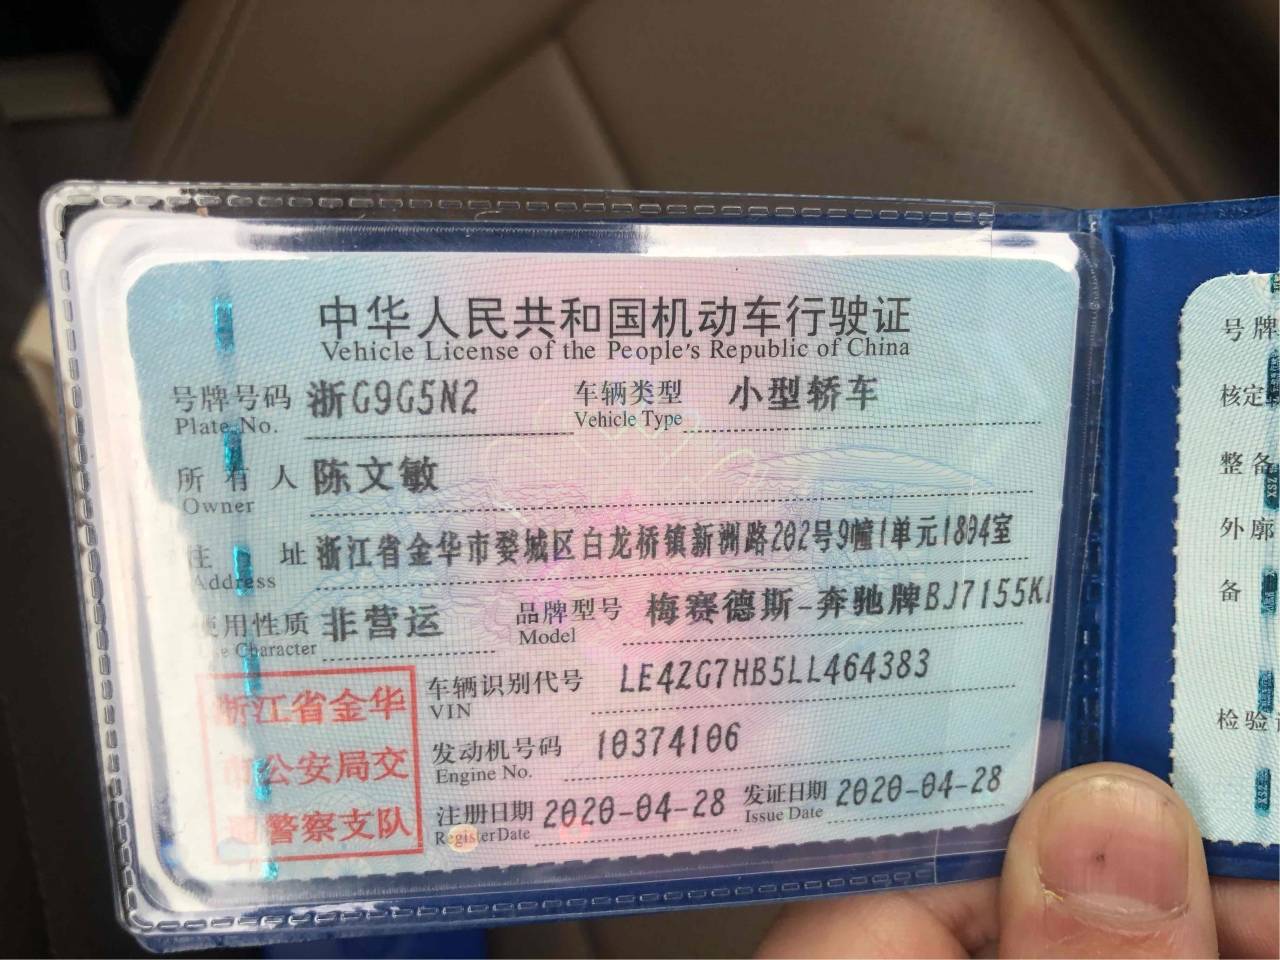 中华人民共和国机动车行驶证
Vehicle License of the People's Republic of China
号牌号码 浙G9G5N2 车辆类型 小型轿车
Plate No. Vehicle Type
所有人 陈文敏
Owner
住址 浙江省金华市婺城区白龙桥镇新洲路202号9幢1单元1804室
Address
使用性质 非营运 品牌型号 梅赛德斯-奔驰牌BJ7155K
Use Character Model
车辆识别代号 LE4ZG7HB5LL464383
VIN
发动机号码 10374106
Engine No.
注册日期 2020-04-28 发证日期 2020-04-28
Register Date Issue Date
浙江省金华
市公安局交
通警察支队
号牌
核定
整备
外廓
备
检验